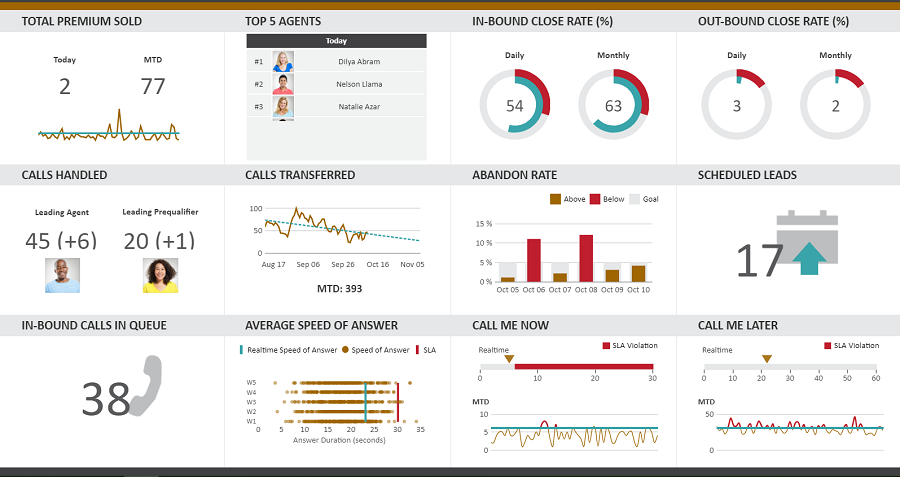 TOTAL PREMIUM SOLD
Today MTD
2 77
TOP 5 AGENTS
Today
#1 Dilya Abram
#2 Nelson Llama
#3 Natalie Azar
IN-BOUND CLOSE RATE (%)
Daily Monthly
54 63
OUT-BOUND CLOSE RATE (%)
Daily Monthly
3 2
CALLS HANDLED
Leading Agent Leading Prequalifier
45 (+6) 20 (+1)
CALLS TRANSFERRED
100
50
0
Aug 17 Sep 06 Sep 26 Oct 16 Nov 05
MTD: 393
ABANDON RATE
Above Below Goal
15 %
10 %
5 %
0 %
Oct 05 Oct 06 Oct 07 Oct 08 Oct 09 Oct 10
SCHEDULED LEADS
17
IN-BOUND CALLS IN QUEUE
38
AVERAGE SPEED OF ANSWER
Realtime Speed of Answer Speed of Answer SLA
W5
W4
W3
W2
W1
0 5 10 15 20 25 30 35
Answer Duration (seconds)
CALL ME NOW
SLA Violation
Realtime
0 10 20 30
MTD
10
5
0
CALL ME LATER
SLA Violation
Realtime
0 10 20 30 40 50 60
MTD
50
0